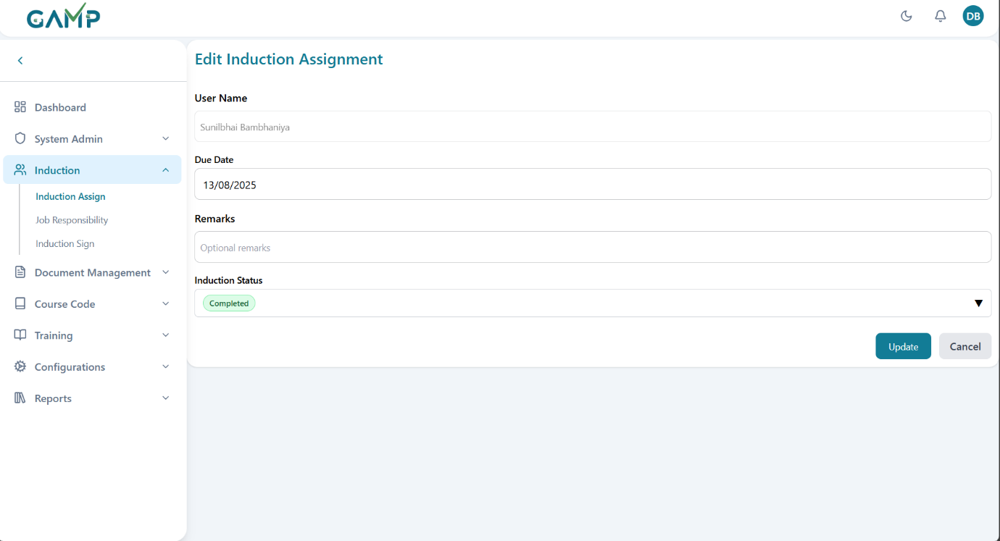 GAMP
DB
Edit Induction Assignment
Dashboard
System Admin
Induction
Induction Assign
Job Responsibility
Induction Sign
Document Management
Course Code
Training
Configurations
Reports
User Name
Sunilbhai Bambhaniya
Due Date
13/08/2025
Remarks
Optional remarks
Induction Status
Completed
Update
Cancel